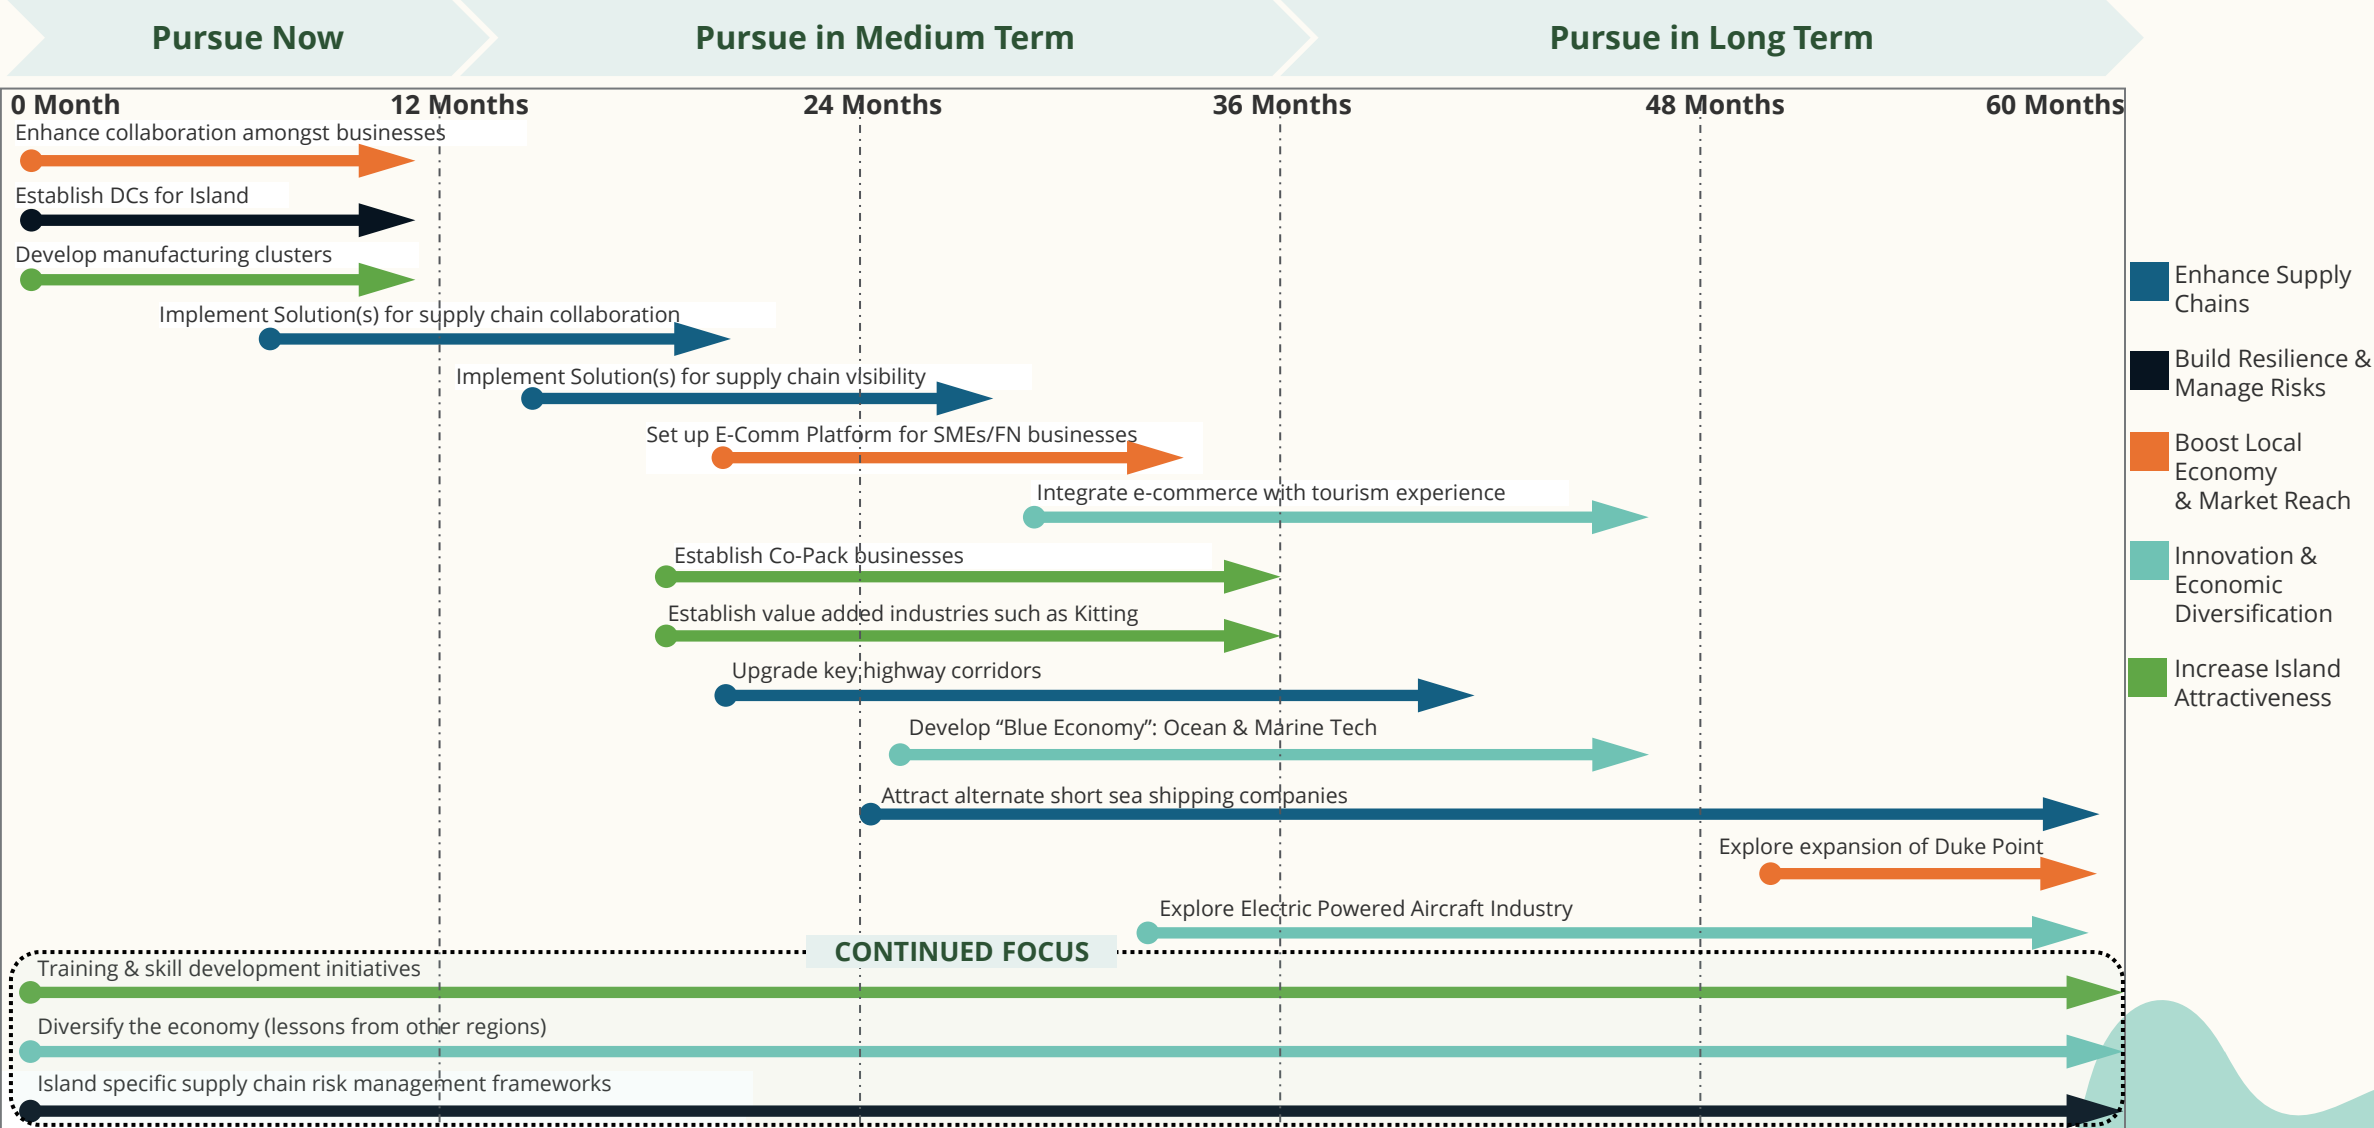 Pursue Now
Pursue in Medium Term
Pursue in Long Term
0 Month
12 Months
24 Months
36 Months
48 Months
60 Months
Enhance collaboration amongst businesses
Establish DCs for Island
Develop manufacturing clusters
Implement Solution(s) for supply chain collaboration
Implement Solution(s) for supply chain visibility
Set up E-Comm Platform for SMEs/FN businesses
Integrate e-commerce with tourism experience
Establish Co-Pack businesses
Establish value added industries such as Kitting
Upgrade key highway corridors
Develop “Blue Economy”: Ocean & Marine Tech
Attract alternate short sea shipping companies
Explore expansion of Duke Point
Explore Electric Powered Aircraft Industry
CONTINUED FOCUS
Training & skill development initiatives
Diversify the economy (lessons from other regions)
Island specific supply chain risk management frameworks
Enhance Supply
Chains
Build Resilience &
Manage Risks
Boost Local
Economy
& Market Reach
Innovation &
Economic
Diversification
Increase Island
Attractiveness